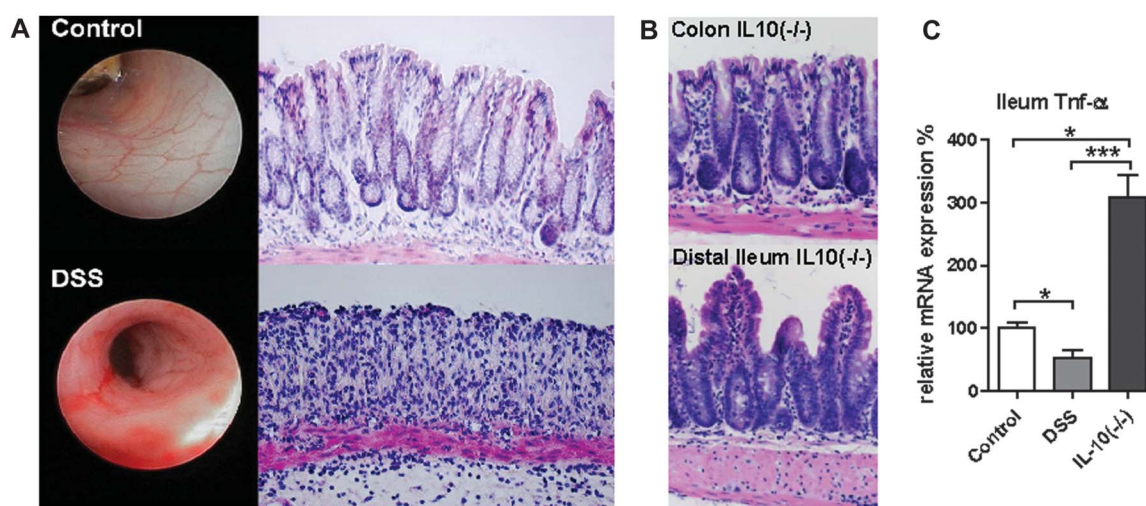 A
Control
DSS
B
Colon IL10(-/-)
Distal Ileum IL10(-/-)
C
Ileum Tnf-α
relative mRNA expression %
400
300
200
100
0
*
***
*
Control
DSS
IL-10(-/-)